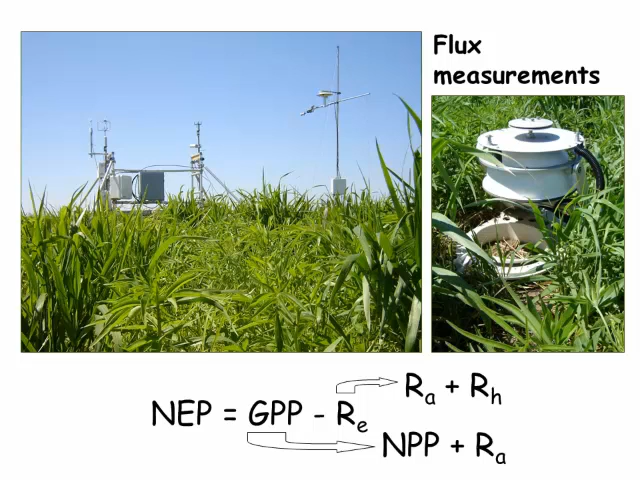 Flux
measurements
Rₐ + Rₕ
NEP = GPP - Rₑ
NPP + Rₐ